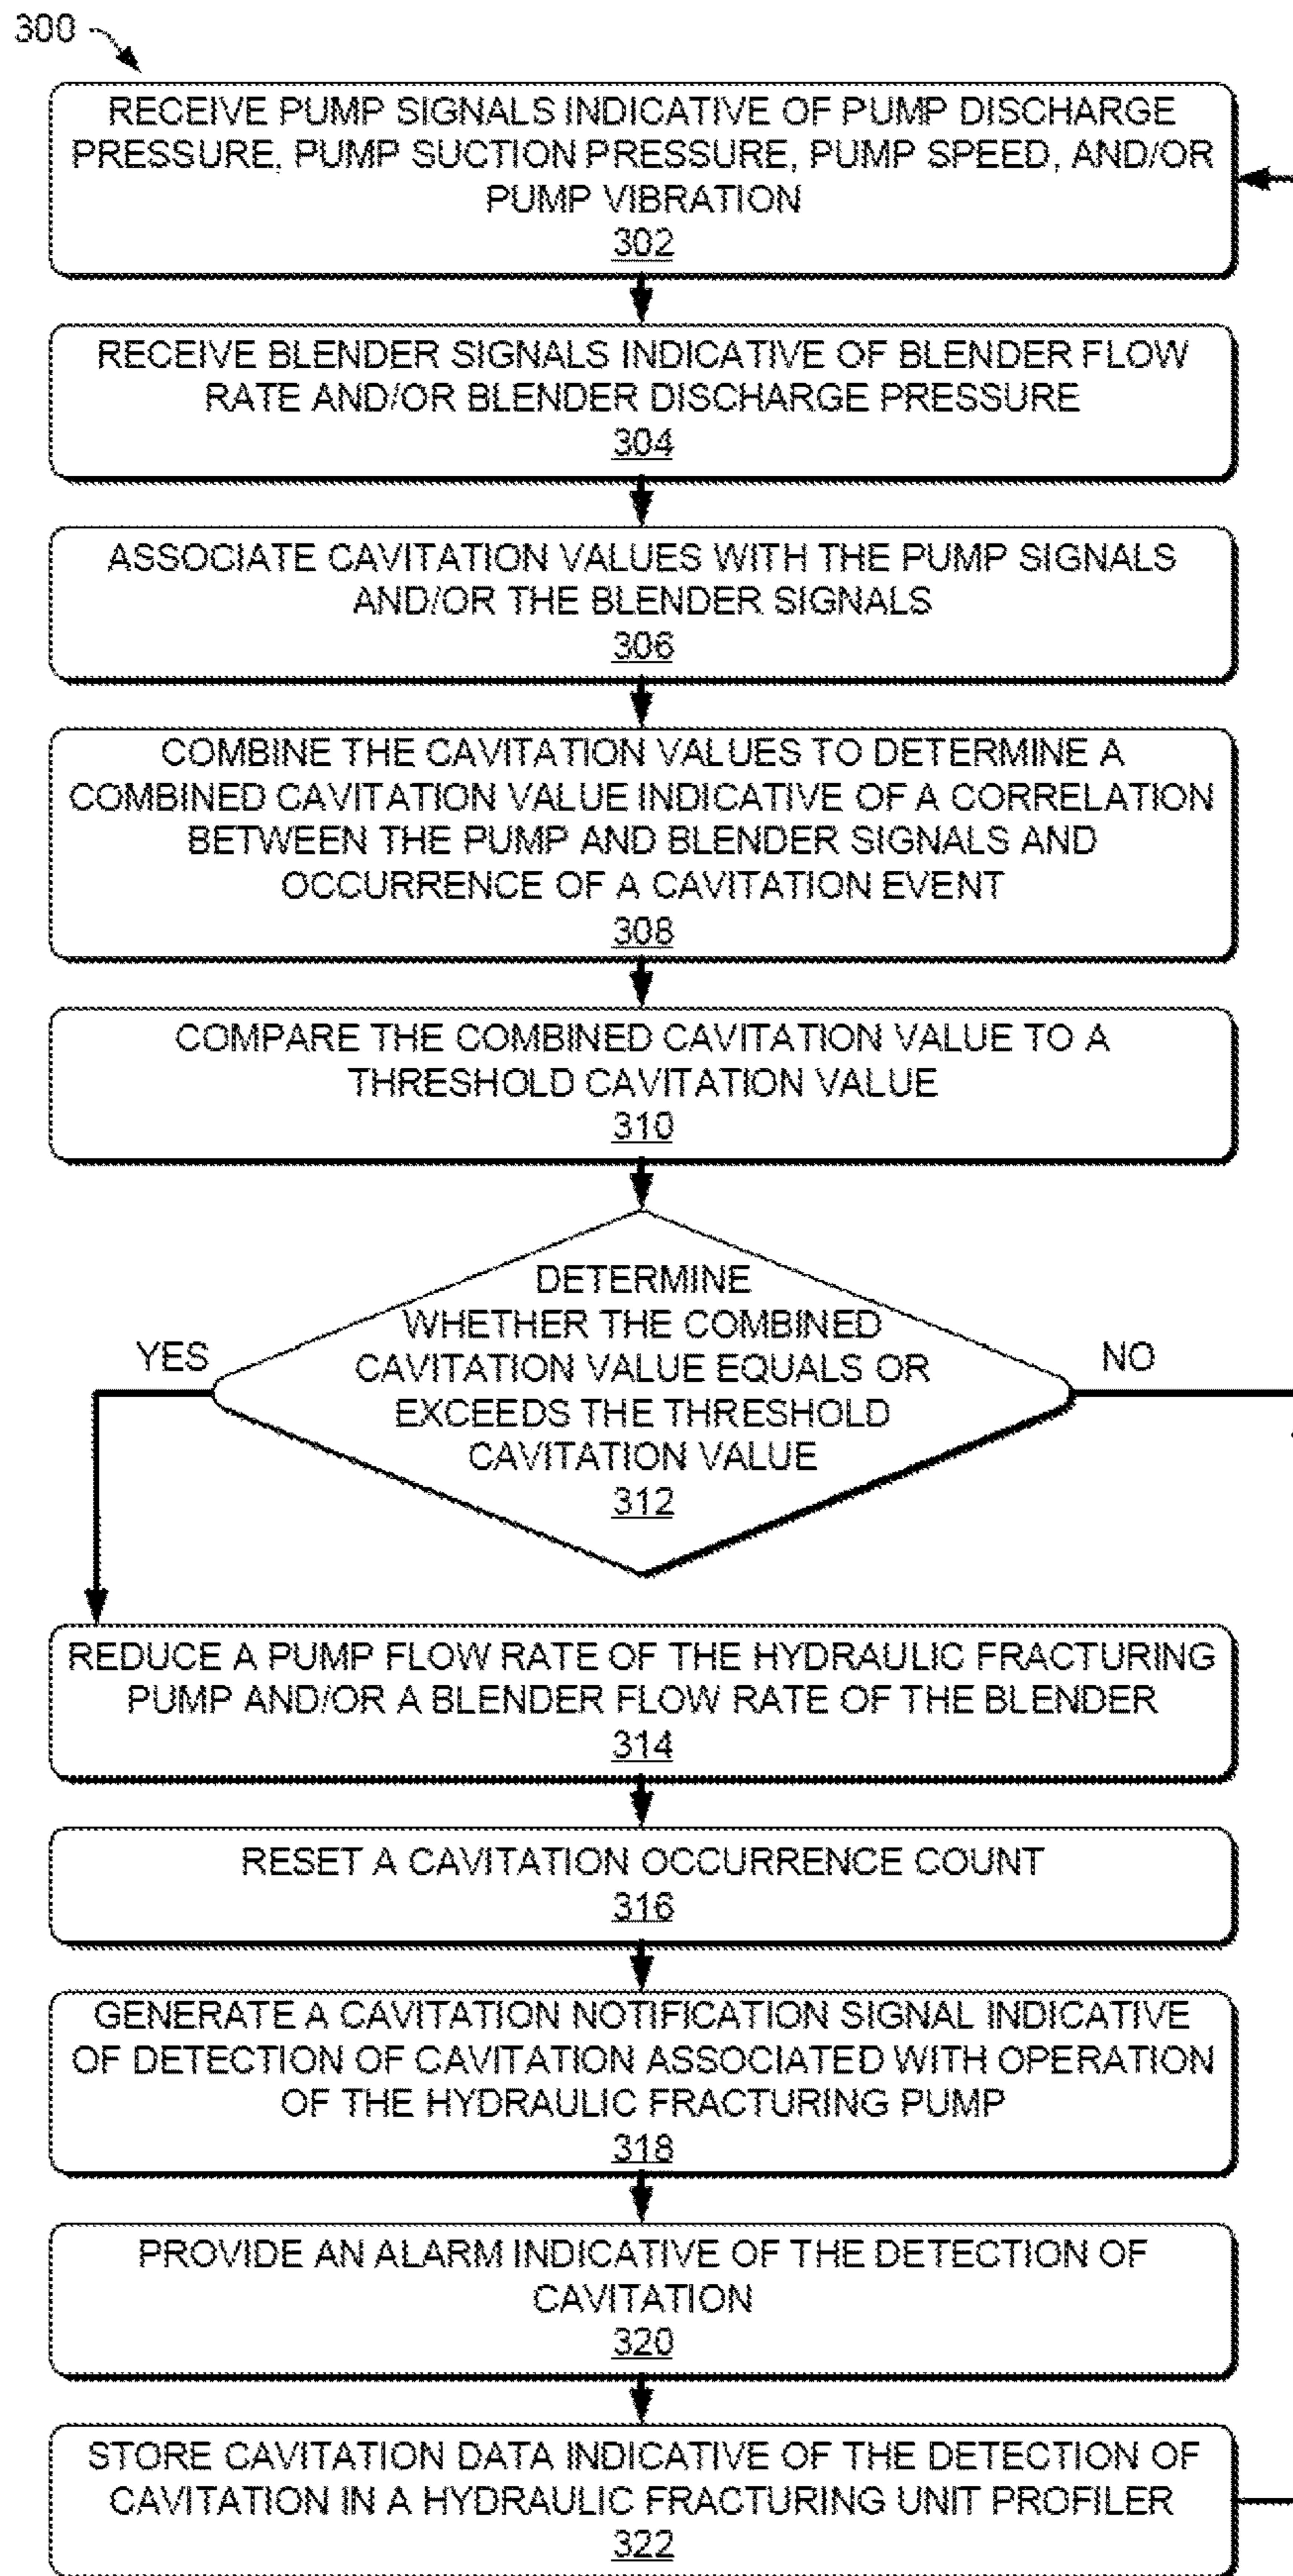 300
RECEIVE PUMP SIGNALS INDICATIVE OF PUMP DISCHARGE
PRESSURE, PUMP SUCTION PRESSURE, PUMP SPEED, AND/OR
PUMP VIBRATION
302
RECEIVE BLENDER SIGNALS INDICATIVE OF BLENDER FLOW
RATE AND/OR BLENDER DISCHARGE PRESSURE
304
ASSOCIATE CAVITATION VALUES WITH THE PUMP SIGNALS
AND/OR THE BLENDER SIGNALS
306
COMBINE THE CAVITATION VALUES TO DETERMINE A
COMBINED CAVITATION VALUE INDICATIVE OF A CORRELATION
BETWEEN THE PUMP AND BLENDER SIGNALS AND
OCCURRENCE OF A CAVITATION EVENT
308
COMPARE THE COMBINED CAVITATION VALUE TO A
THRESHOLD CAVITATION VALUE
310
DETERMINE
WHETHER THE COMBINED
CAVITATION VALUE EQUALS OR
EXCEEDS THE THRESHOLD
CAVITATION VALUE
312
YES
NO
REDUCE A PUMP FLOW RATE OF THE HYDRAULIC FRACTURING
PUMP AND/OR A BLENDER FLOW RATE OF THE BLENDER
314
RESET A CAVITATION OCCURRENCE COUNT
316
GENERATE A CAVITATION NOTIFICATION SIGNAL INDICATIVE
OF DETECTION OF CAVITATION ASSOCIATED WITH OPERATION
OF THE HYDRAULIC FRACTURING PUMP
318
PROVIDE AN ALARM INDICATIVE OF THE DETECTION OF
CAVITATION
320
STORE CAVITATION DATA INDICATIVE OF THE DETECTION OF
CAVITATION IN A HYDRAULIC FRACTURING UNIT PROFILER
322